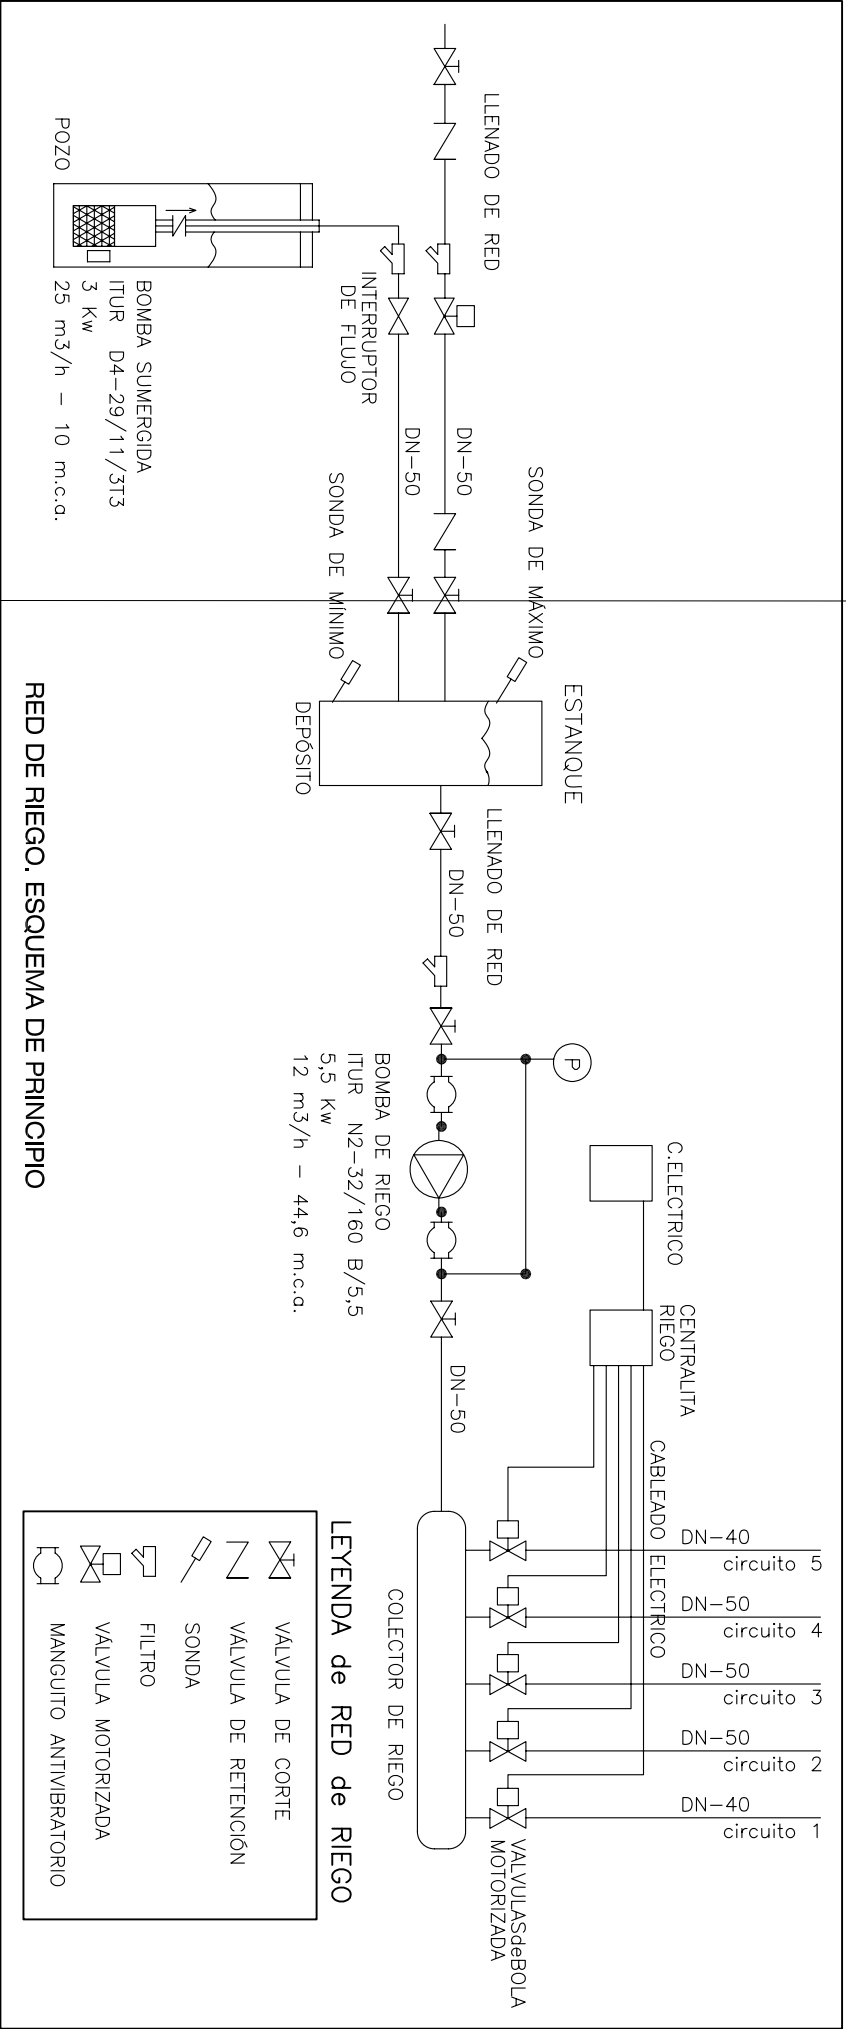 LLENADO DE RED
POZO
BOMBA SUMERGIDA
ITUR D4-29/11/3T3
3 Kw
25 m3/h - 10 m.c.a.
INTERRUPTOR
DE FLUJO
DN-50
DN-50
SONDA DE MÁXIMO
SONDA DE MÍNIMO
ESTANQUE
DEPÓSITO
LLENADO DE RED
DN-50
BOMBA DE RIEGO
ITUR N2-32/160 B/5,5
5,5 Kw
12 m3/h - 44,6 m.c.a.
P
C.ELECTRICO
CENTRALITA
RIEGO
CABLEADO ELECTRICO
DN-50
COLECTOR DE RIEGO
DN-40
circuito 5
DN-50
circuito 4
DN-50
circuito 3
DN-50
circuito 2
DN-40
circuito 1
VALVULASdeBOLA
MOTORIZADA
LEYENDA de RED de RIEGO
VÁLVULA DE CORTE
VÁLVULA DE RETENCIÓN
SONDA
FILTRO
VÁLVULA MOTORIZADA
MANGUITO ANTIVIBRATORIO
RED DE RIEGO. ESQUEMA DE PRINCIPIO